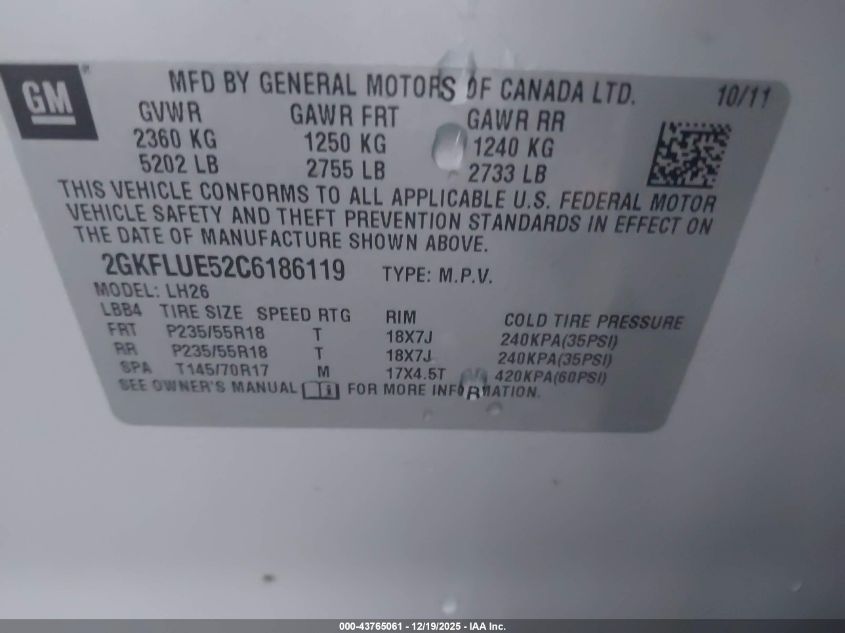 GM
MFD BY GENERAL MOTORS OF CANADA LTD. 10/11
GVWR GAWR FRT GAWR RR
2360 KG 1250 KG 1240 KG
5202 LB 2755 LB 2733 LB
THIS VEHICLE CONFORMS TO ALL APPLICABLE U.S. FEDERAL MOTOR
VEHICLE SAFETY AND THEFT PREVENTION STANDARDS IN EFFECT ON
THE DATE OF MANUFACTURE SHOWN ABOVE.
2GKFLUE52C6186119 TYPE: M.P.V.
MODEL: LH26
LBB4 TIRE SIZE SPEED RTG RIM COLD TIRE PRESSURE
FRT P235/55R18 T 18X7J 240KPA(35PSI)
RR P235/55R18 T 18X7J 240KPA(35PSI)
SPA T145/70R17 M 17X4.5T 420KPA(60PSI)
SEE OWNER'S MANUAL FOR MORE INFORMATION.
000-43765061 - 12/19/2025 - IAA Inc.